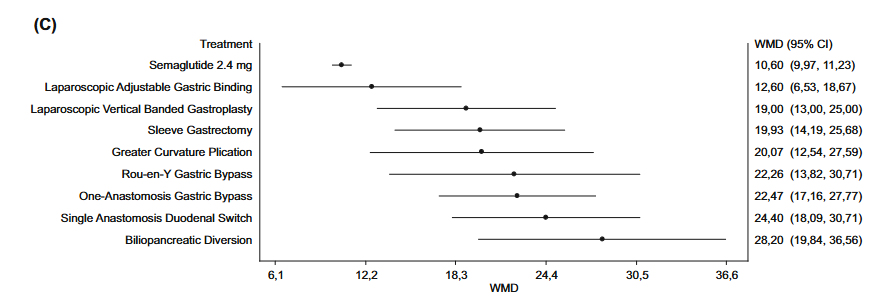 (C)
Treatment WMD (95% CI)
Semaglutide 2.4 mg 10,60 (9,97, 11,23)
Laparoscopic Adjustable Gastric Binding 12,60 (6,53, 18,67)
Laparoscopic Vertical Banded Gastroplasty 19,00 (13,00, 25,00)
Sleeve Gastrectomy 19,93 (14,19, 25,68)
Greater Curvature Plication 20,07 (12,54, 27,59)
Rou-en-Y Gastric Bypass 22,26 (13,82, 30,71)
One-Anastomosis Gastric Bypass 22,47 (17,16, 27,77)
Single Anastomosis Duodenal Switch 24,40 (18,09, 30,71)
Biliopancreatic Diversion 28,20 (19,84, 36,56)
6,1 12,2 18,3 24,4 30,5 36,6
WMD